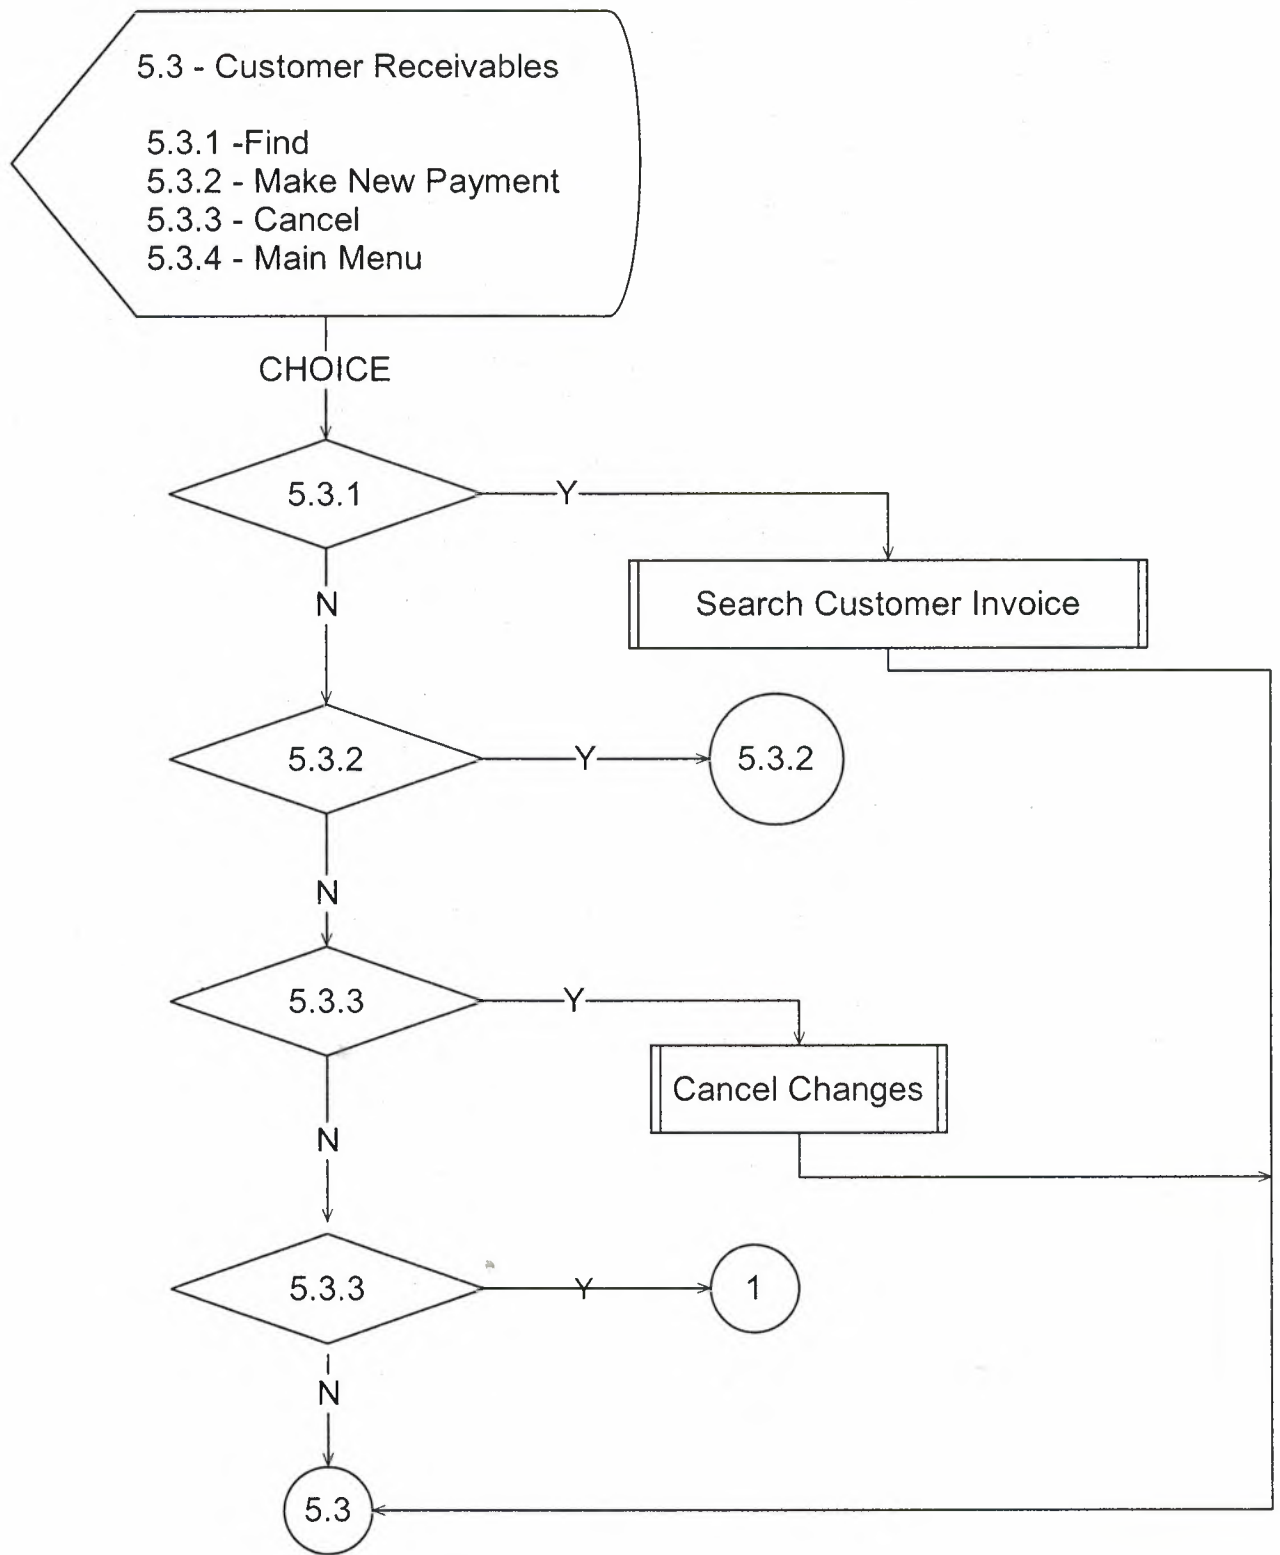 5.3 - Customer Receivables
5.3.1 -Find
5.3.2 - Make New Payment
5.3.3 - Cancel
5.3.4 - Main Menu
CHOICE
5.3.1
Y
Search Customer Invoice
N
5.3.2
Y
5.3.2
N
5.3.3
Y
Cancel Changes
N
5.3.3
Y
1
N
5.3